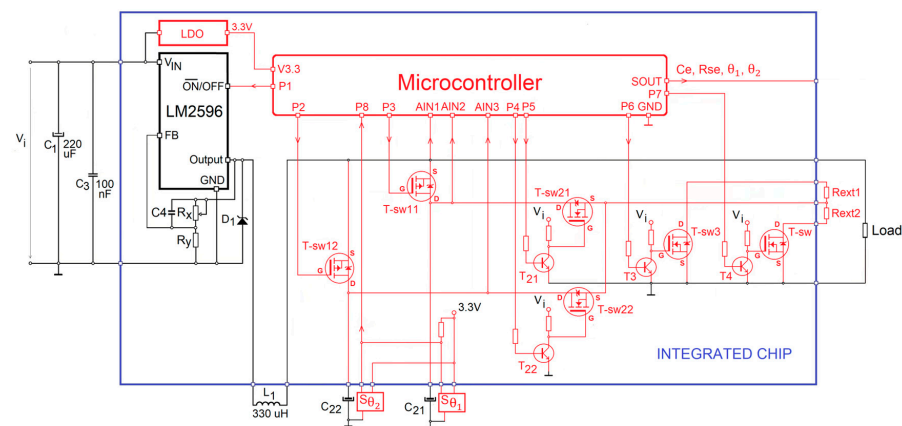 LDO
3.3V
Microcontroller
V3.3
P1
P2
P8
P3
AIN1
AIN2
AIN3
P4
P5
P6
GND
SOUT
P7
Ce, Rse, θ1, θ2
VIN
ON/OFF
LM2596
FB
Output
GND
Vi
C1
220
uF
C3
100
nF
C4
Rx
Ry
D1
S
G
D
T-sw11
T-sw12
S
G
D
T-sw21
Vi
D
S
G
T21
Vi
T-sw22
D
S
G
T22
Vi
T-sw3
D
G
S
T3
Vi
T-sw
D
G
S
T4
Rext1
Rext2
Load
3.3V
INTEGRATED CHIP
L1
330 uH
C22
Sθ2
C21
Sθ1